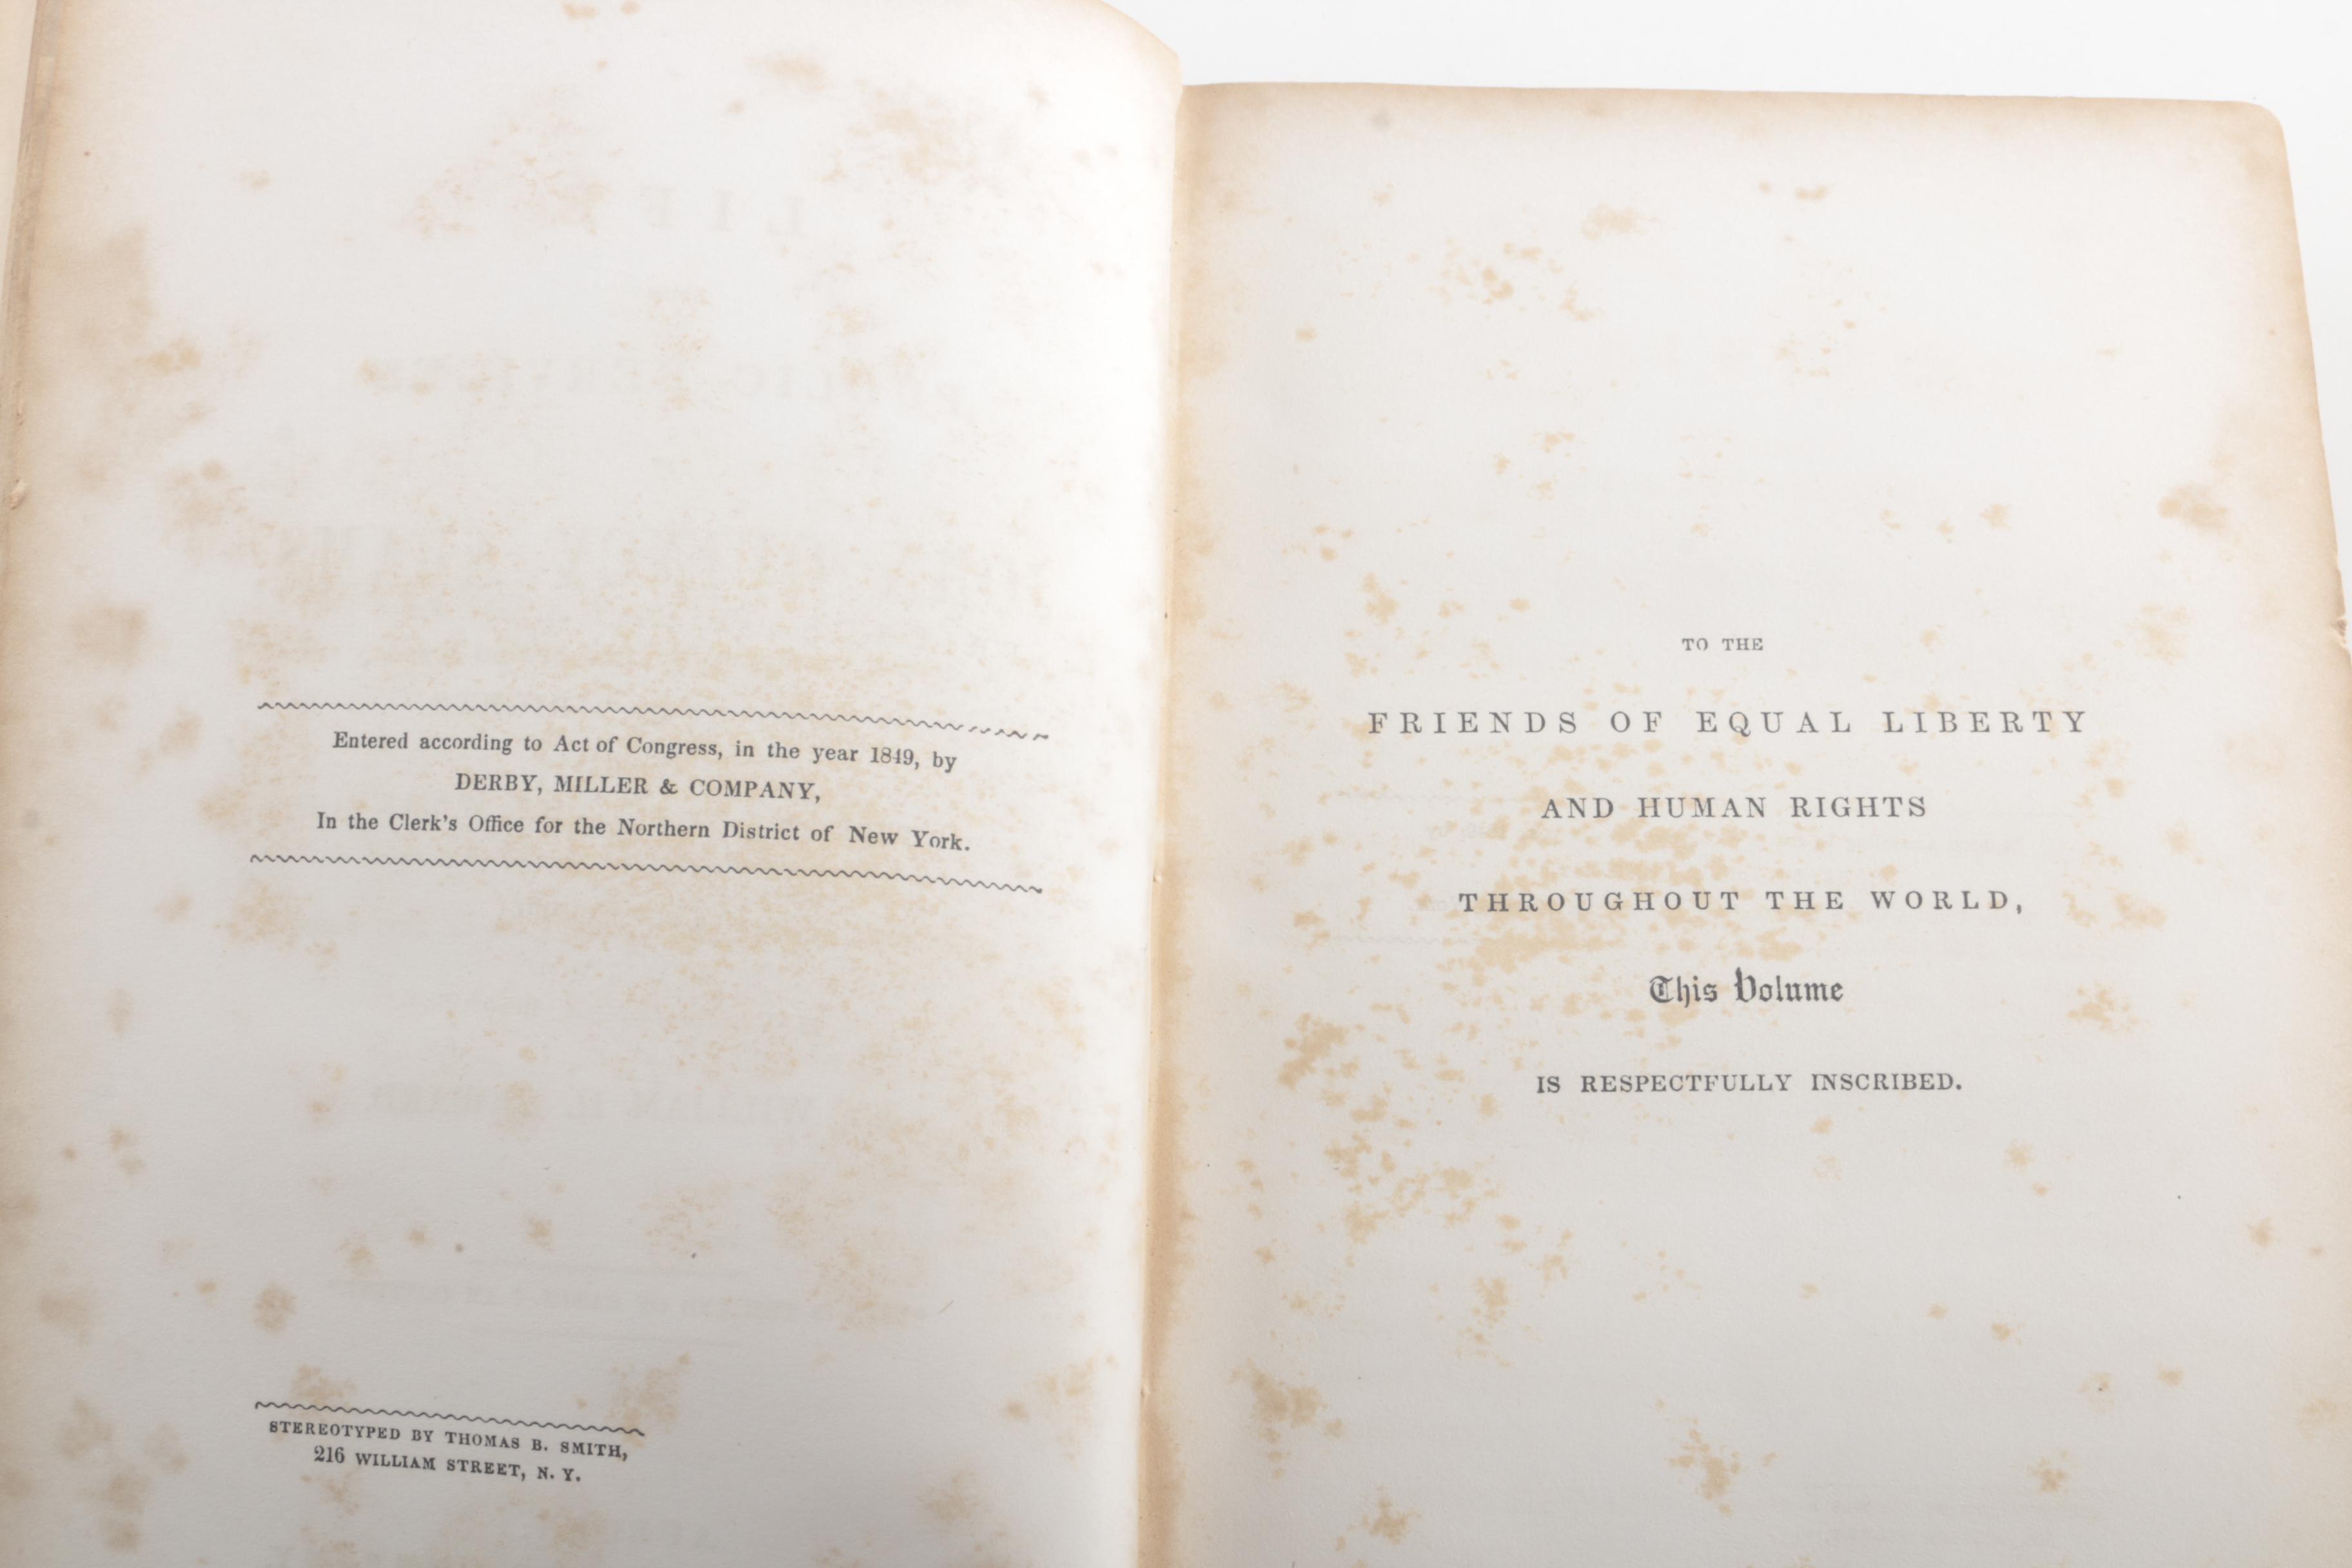 Entered according to Act of Congress, in the year 1849, by
DERBY, MILLER & COMPANY,
In the Clerk's Office for the Northern District of New York.
STEREOTYPED BY THOMAS B. SMITH,
216 WILLIAM STREET, N. Y.
TO THE
FRIENDS OF EQUAL LIBERTY
AND HUMAN RIGHTS
THROUGHOUT THE WORLD,
This Volume
IS RESPECTFULLY INSCRIBED.